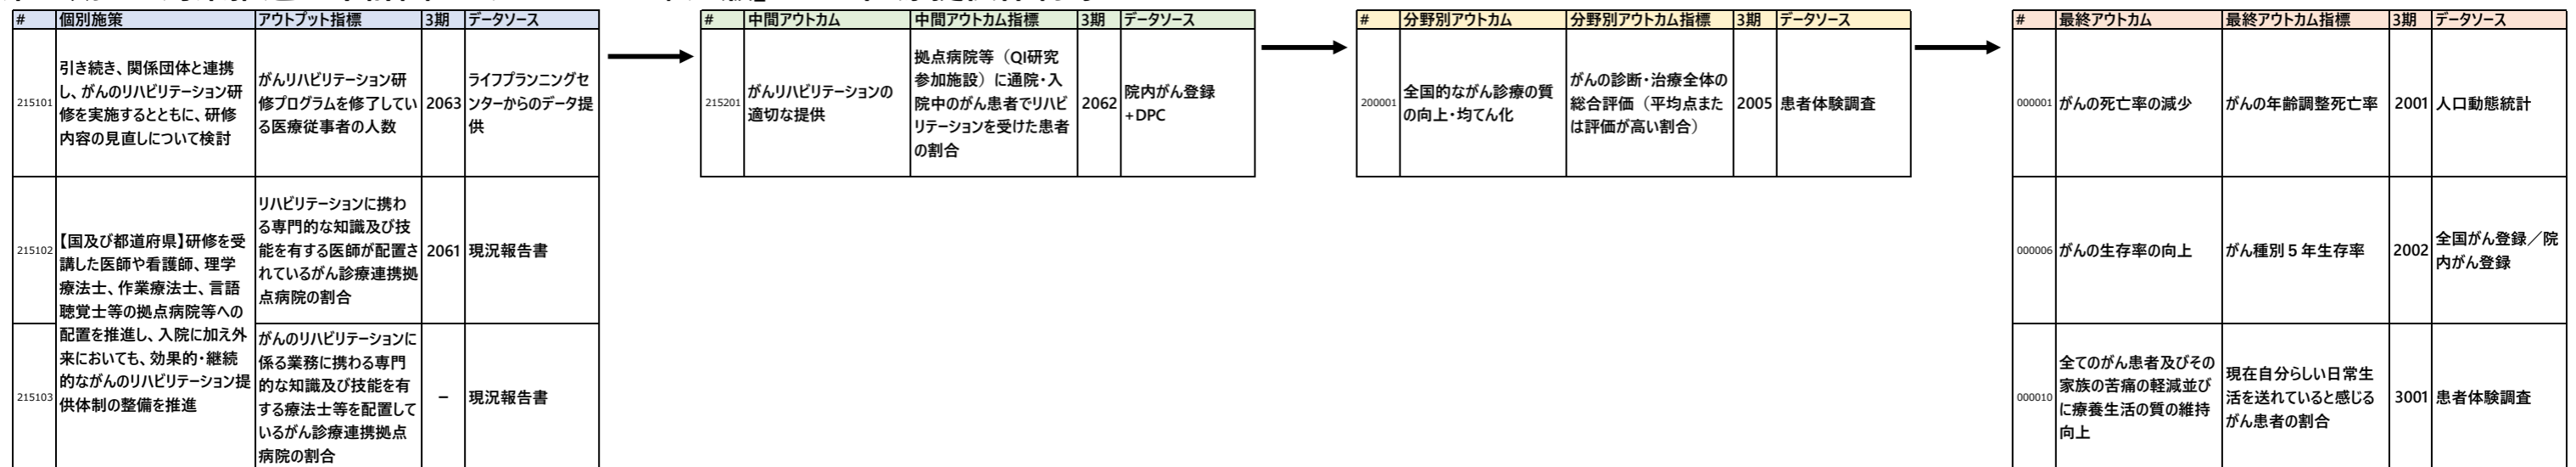 # 個別施策 アウトプット指標 3期 データソース
215101
引き続き、関係団体と連携
し、がんのリハビリテーション研
修を実施するとともに、研修
内容の見直しについて検討
がんリハビリテーション研
修プログラムを修了してい
る医療従事者の人数
2063
ライフプランニングセ
ンターからのデータ提
供
215102
【国及び都道府県】研修を受
講した医師や看護師、理学
療法士、作業療法士、言語
聴覚士等の拠点病院等への
配置を推進し、入院に加え外
来においても、効果的・継続
的ながんのリハビリテーション提
供体制の整備を推進
リハビリテーションに携わ
る専門的な知識及び技
能を有する医師が配置さ
れているがん診療連携拠
点病院の割合
2061
現況報告書
215103
がんのリハビリテーションに
係る業務に携わる専門
的な知識及び技能を有
する療法士等を配置して
いるがん診療連携拠点
病院の割合
－
現況報告書
# 中間アウトカム 中間アウトカム指標 3期 データソース
215201
がんリハビリテーションの
適切な提供
拠点病院等（QI研究
参加施設）に通院・入
院中のがん患者でリハビ
リテーションを受けた患者
の割合
2062
院内がん登録
+DPC
# 分野別アウトカム 分野別アウトカム指標 3期 データソース
200001
全国的ながん診療の質
の向上・均てん化
がんの診断・治療全体の
総合評価（平均点また
は評価が高い割合）
2005
患者体験調査
# 最終アウトカム 最終アウトカム指標 3期 データソース
000001
がんの死亡率の減少
がんの年齢調整死亡率
2001
人口動態統計
000006
がんの生存率の向上
がん種別５年生存率
2002
全国がん登録／院
内がん登録
000010
全てのがん患者及びその
家族の苦痛の軽減並び
に療養生活の質の維持
向上
現在自分らしい日常生
活を送れていると感じる
がん患者の割合
3001
患者体験調査